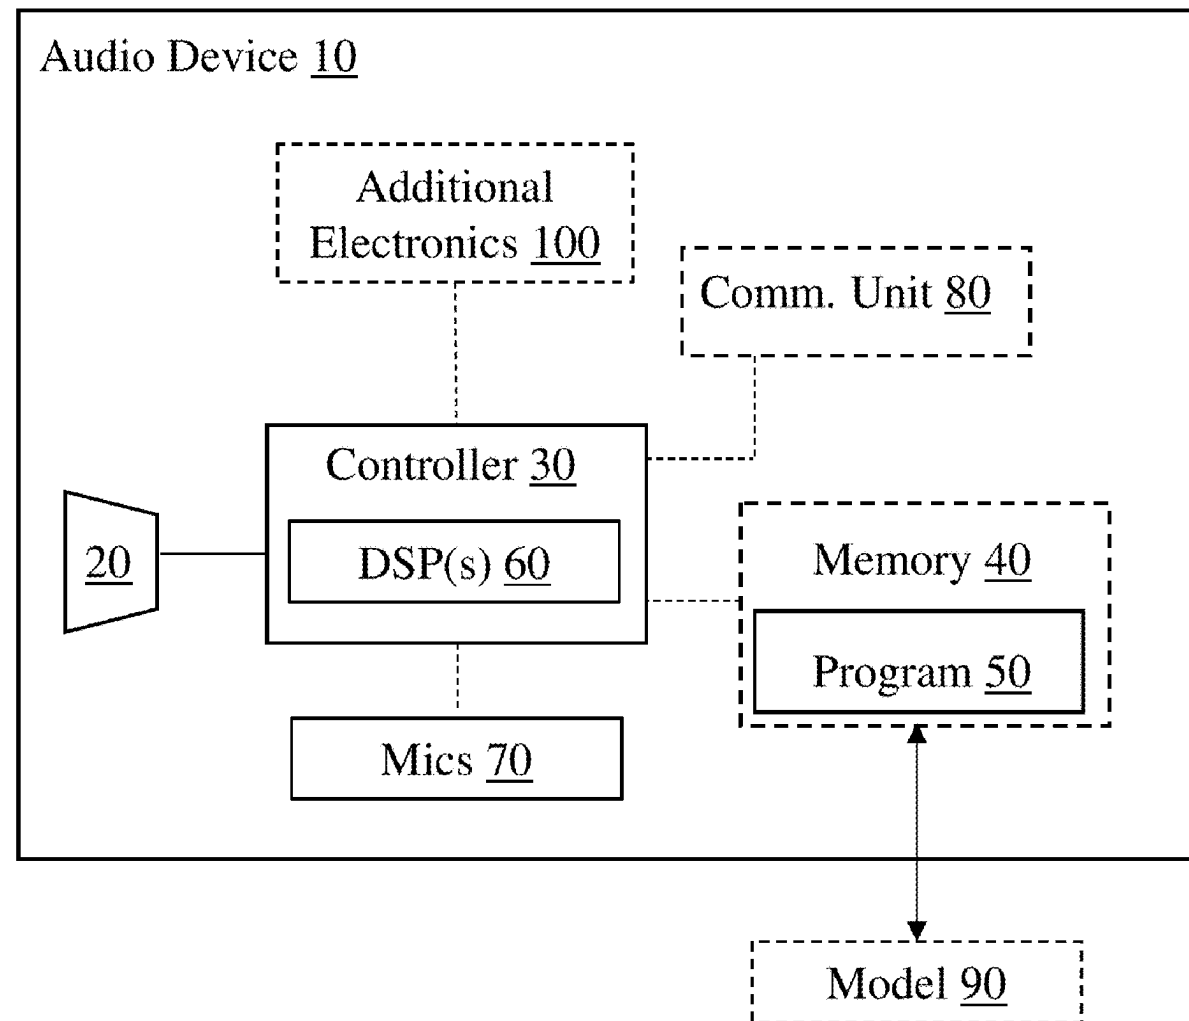 Audio Device 10
Additional
Electronics 100
Comm. Unit 80
Controller 30
20
DSP(s) 60
Memory 40
Program 50
Mics 70
Model 90